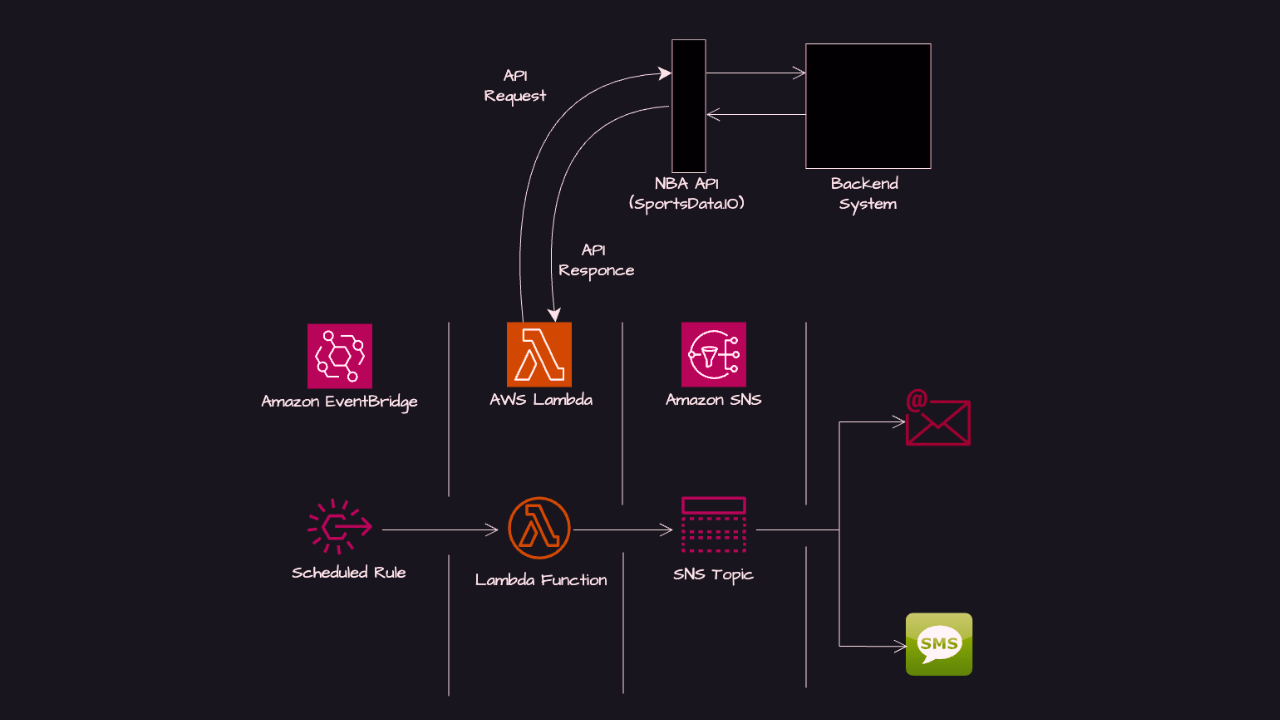 API
Request
NBA API
(SportsData.IO)
Backend
System
API
Responce
Amazon EventBridge
AWS Lambda
Amazon SNS
@
Scheduled Rule
Lambda Function
SNS Topic
SMS